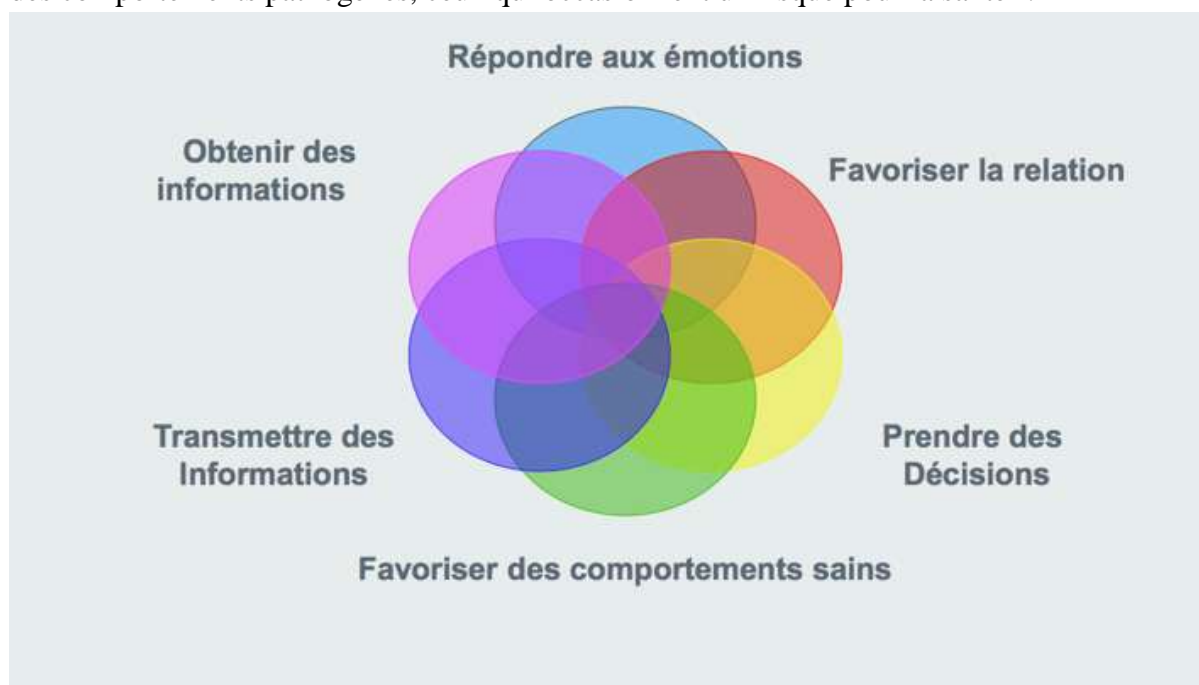 Répondre aux émotions
Obtenir des
informations
Favoriser la relation
Transmettre des
Informations
Prendre des
Décisions
Favoriser des comportements sains